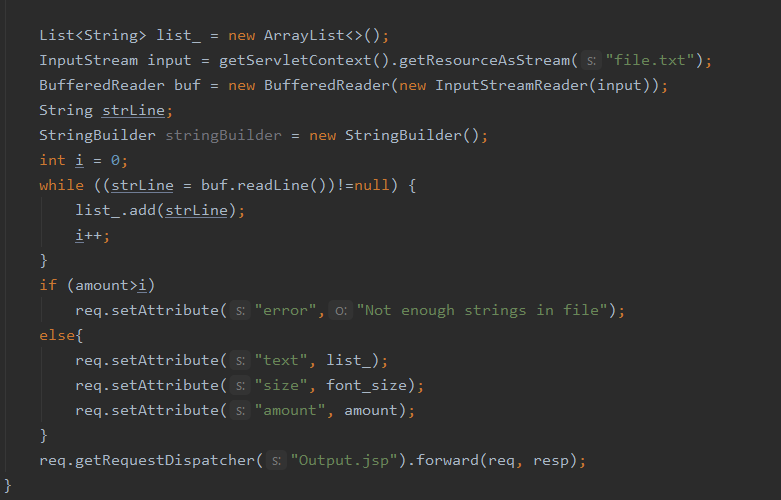 List<String> list_ = new ArrayList<>();
InputStream input = getServletContext().getResourceAsStream( s: "file.txt");
BufferedReader buf = new BufferedReader(new InputStreamReader(input));
String strLine;
StringBuilder stringBuilder = new StringBuilder();
int i = 0;
while ((strLine = buf.readLine())!=null) {
list_.add(strLine);
i++;
}
if (amount>i)
req.setAttribute( s: "error", o: "Not enough strings in file");
else{
req.setAttribute( s: "text", list_);
req.setAttribute( s: "size", font_size);
req.setAttribute( s: "amount", amount);
}
req.getRequestDispatcher( s: "Output.jsp").forward(req, resp);
}